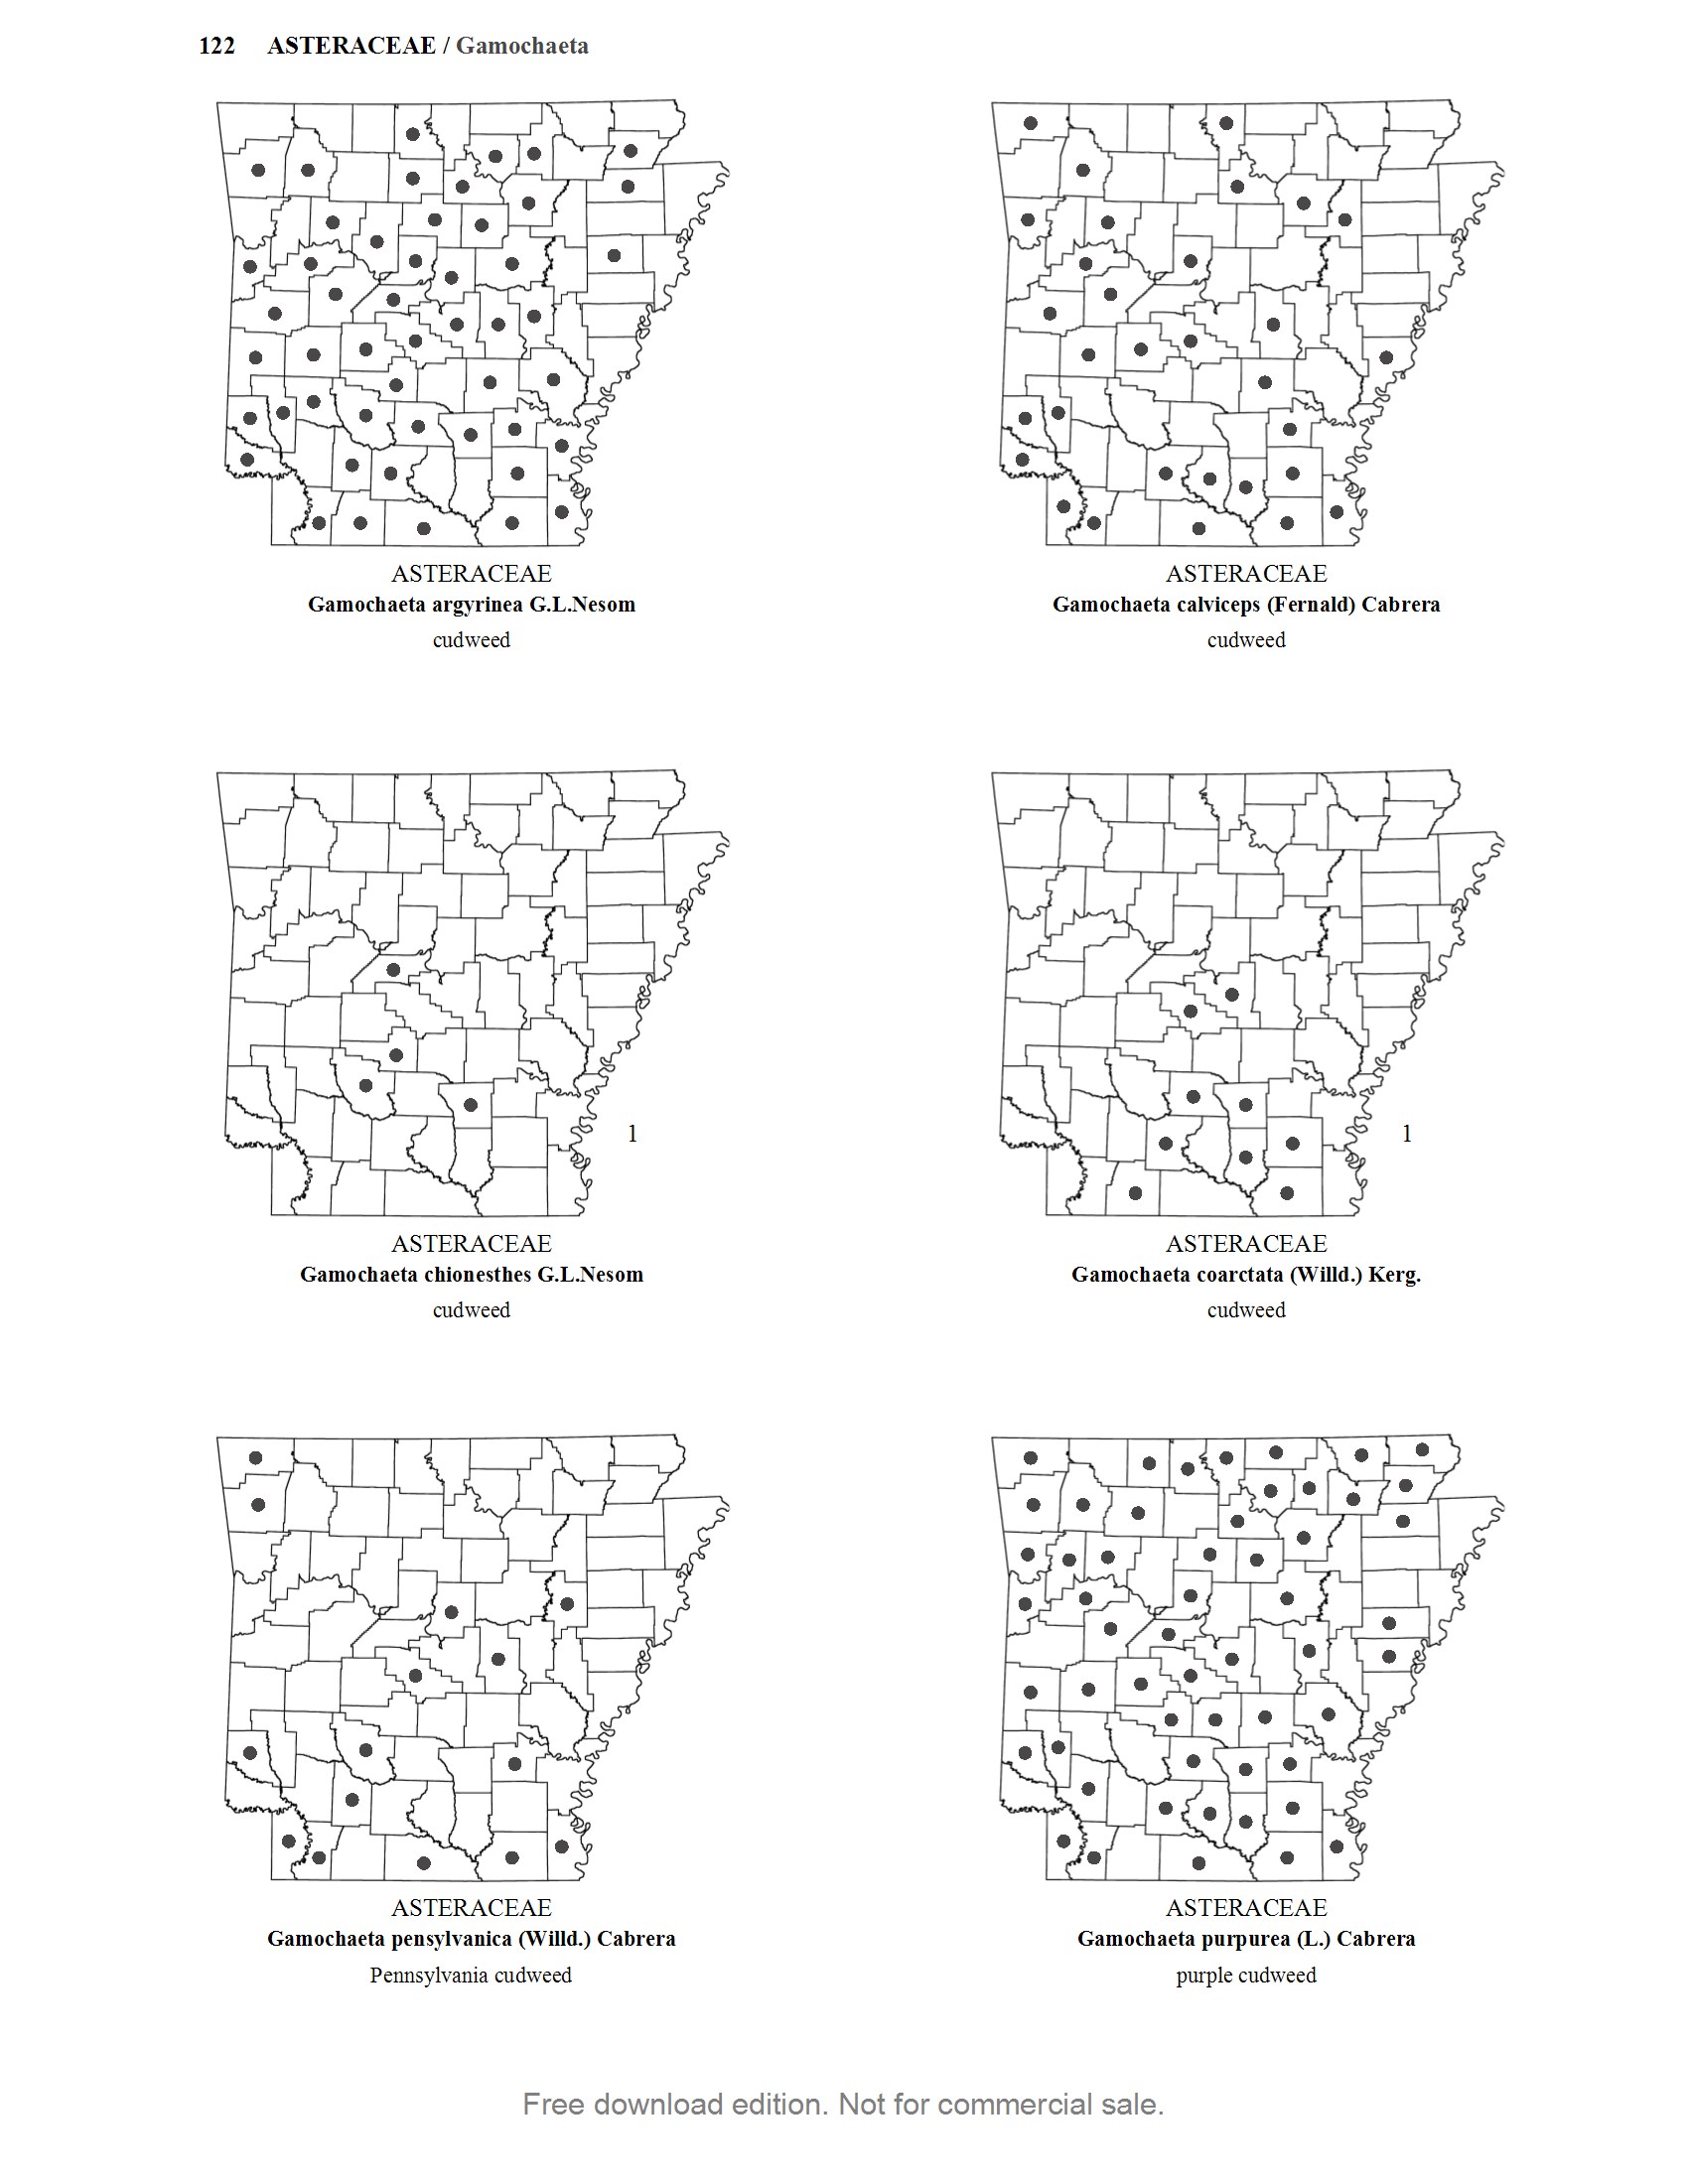 122 ASTERACEAE / Gamochaeta
ASTERACEAE
Gamochaeta argyrinea G.L.Nesom
cudweed
ASTERACEAE
Gamochaeta calviceps (Fernald) Cabrera
cudweed
1
ASTERACEAE
Gamochaeta chionesthes G.L.Nesom
cudweed
1
ASTERACEAE
Gamochaeta coarctata (Willd.) Kerg.
cudweed
ASTERACEAE
Gamochaeta pensylvanica (Willd.) Cabrera
Pennsylvania cudweed
ASTERACEAE
Gamochaeta purpurea (L.) Cabrera
purple cudweed
Free download edition. Not for commercial sale.